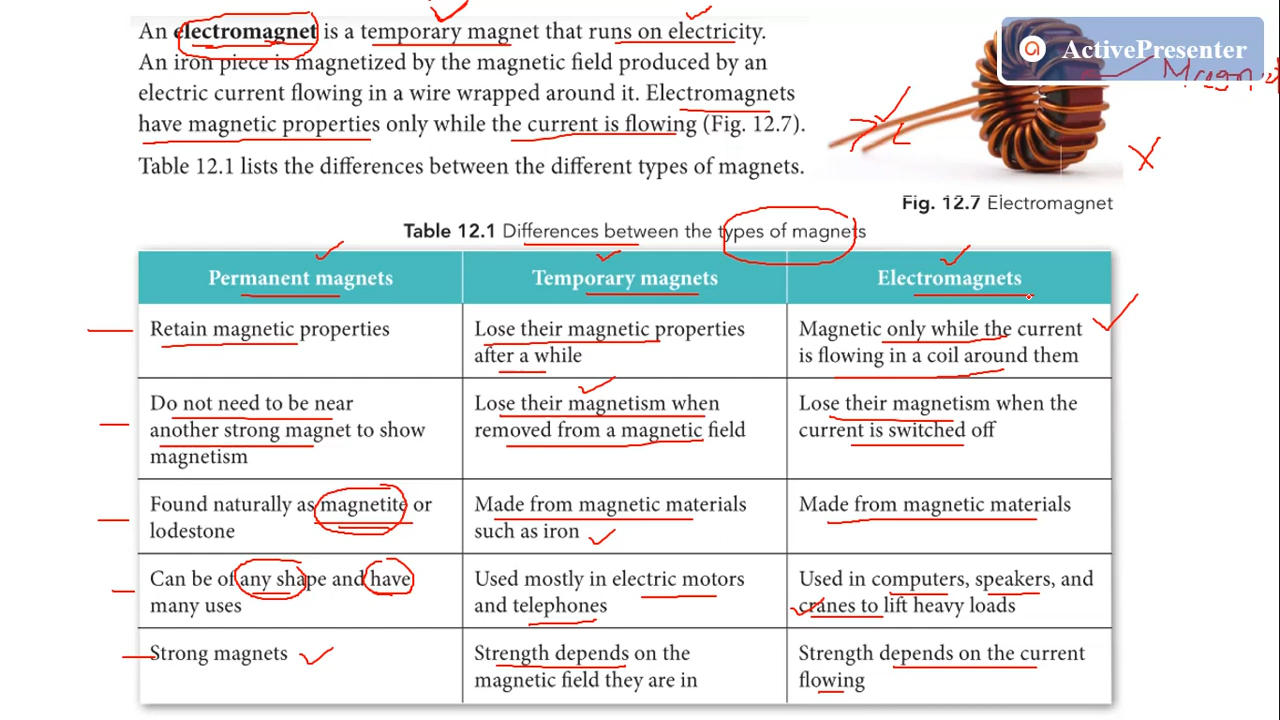 An electromagnet is a temporary magnet that runs on electricity.
An iron piece is magnetized by the magnetic field produced by an
electric current flowing in a wire wrapped around it. Electromagnets
have magnetic properties only while the current is flowing (Fig. 12.7).
Table 12.1 lists the differences between the different types of magnets.
ActivePresenter
Magnet
Fig. 12.7 Electromagnet
Table 12.1 Differences between the types of magnets
Permanent magnets Temporary magnets Electromagnets
Retain magnetic properties
Lose their magnetic properties
after a while
Magnetic only while the current
is flowing in a coil around them
Do not need to be near
another strong magnet to show
magnetism
Lose their magnetism when
removed from a magnetic field
Lose their magnetism when the
current is switched off
Found naturally as magnetite or
lodestone
Made from magnetic materials
such as iron
Made from magnetic materials
Can be of any shape and have
many uses
Used mostly in electric motors
and telephones
Used in computers, speakers, and
cranes to lift heavy loads
Strong magnets
Strength depends on the
magnetic field they are in
Strength depends on the current
flowing